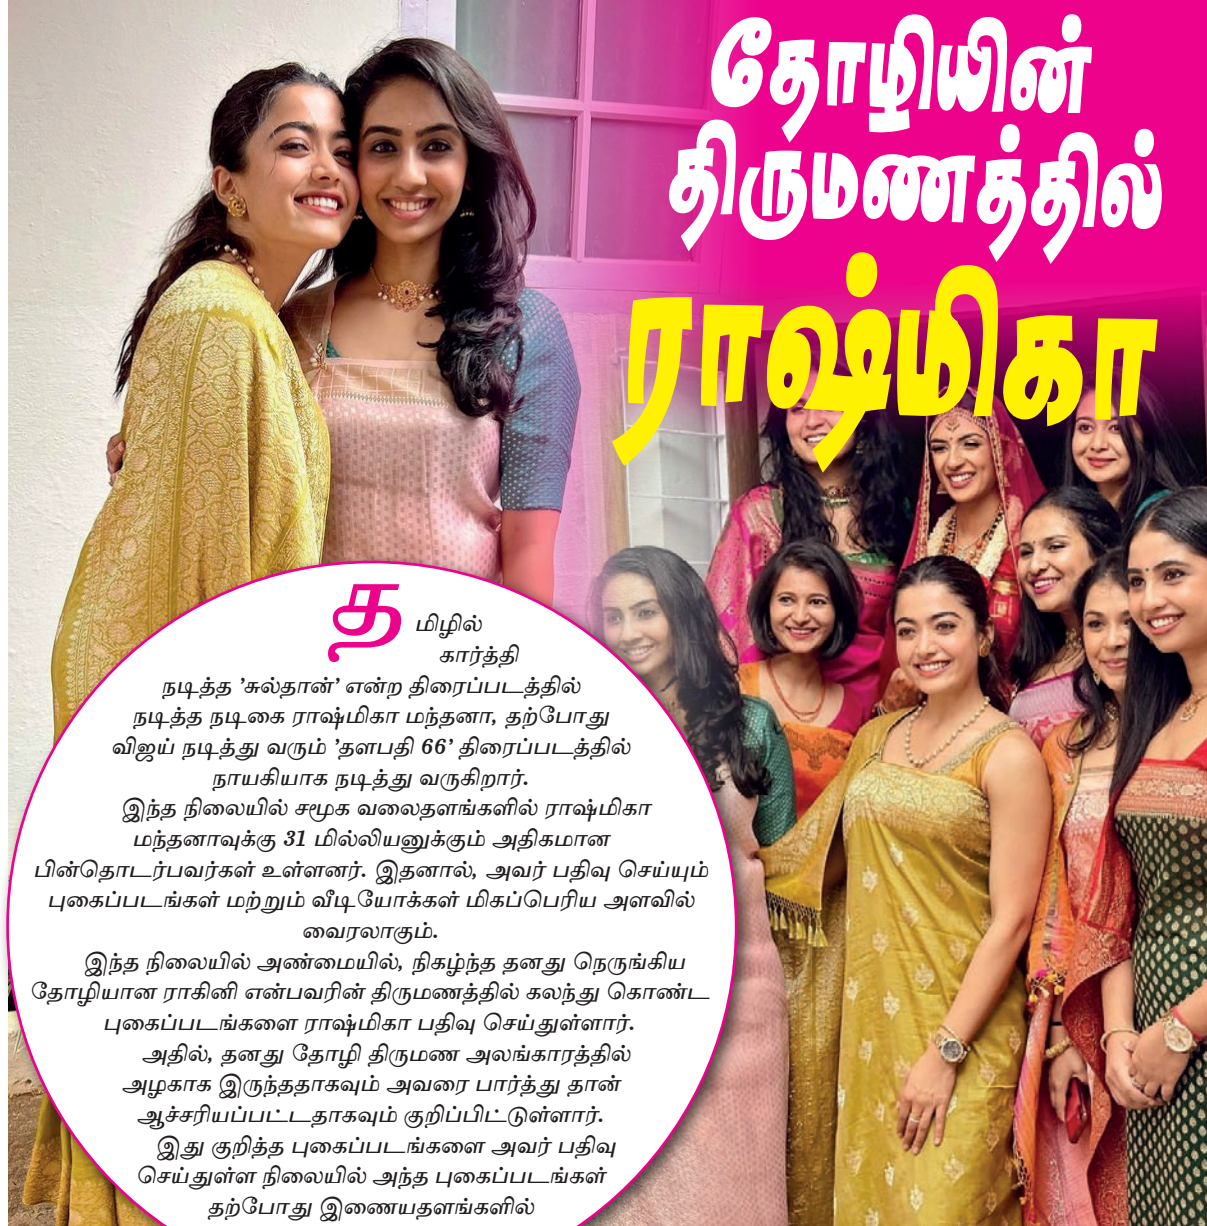 தோழியின்
திருமணத்தில்
ராஷ்மிகா
தமிழில்
கார்த்தி
நடித்த 'சுல்தான்' என்ற திரைப்படத்தில்
நடித்த நடிகை ராஷ்மிகா மந்தனா, தற்போது
விஜய் நடித்து வரும் 'தளபதி 66' திரைப்படத்தில்
நாயகியாக நடித்து வருகிறார்.
இந்த நிலையில் சமூக வலைதளங்களில் ராஷ்மிகா
மந்தனாவுக்கு 31 மில்லியனுக்கும் அதிகமான
பின்தொடர்பவர்கள் உள்ளனர். இதனால், அவர் பதிவு செய்யும்
புகைப்படங்கள் மற்றும் வீடியோக்கள் மிகப்பெரிய அளவில்
வைரலாகும்.
இந்த நிலையில் அண்மையில், நிகழ்ந்த தனது நெருங்கிய
தோழியான ராகினி என்பவரின் திருமணத்தில் கலந்து கொண்ட
புகைப்படங்களை ராஷ்மிகா பதிவு செய்துள்ளார்.
அதில், தனது தோழி திருமண அலங்காரத்தில்
அழகாக இருந்ததாகவும் அவரை பார்த்து தான்
ஆச்சரியப்பட்டதாகவும் குறிப்பிட்டுள்ளார்.
இது குறித்த புகைப்படங்களை அவர் பதிவு
செய்துள்ள நிலையில் அந்த புகைப்படங்கள்
தற்போது இணையதளங்களில்